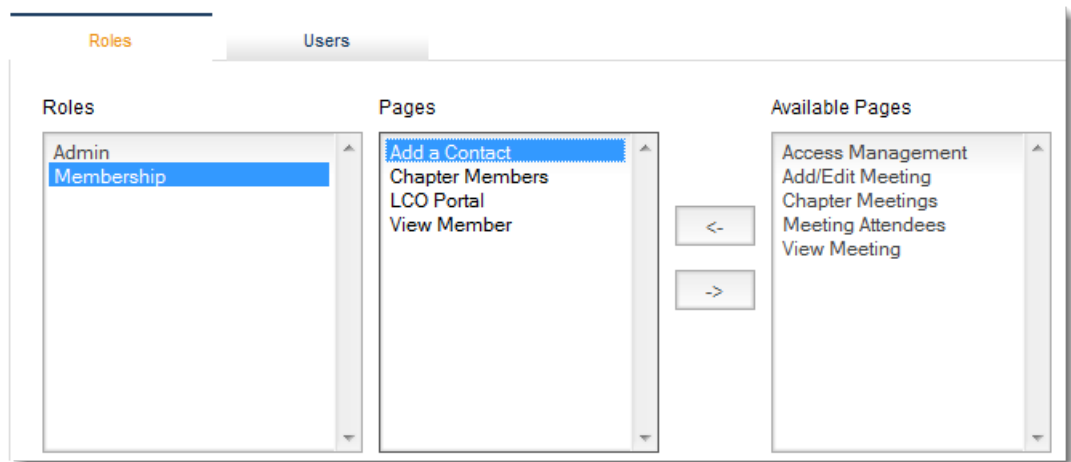 Roles Users
Roles Pages Available Pages
Admin
Membership
Add a Contact
Chapter Members
LCO Portal
View Member
<-
->
Access Management
Add/Edit Meeting
Chapter Meetings
Meeting Attendees
View Meeting